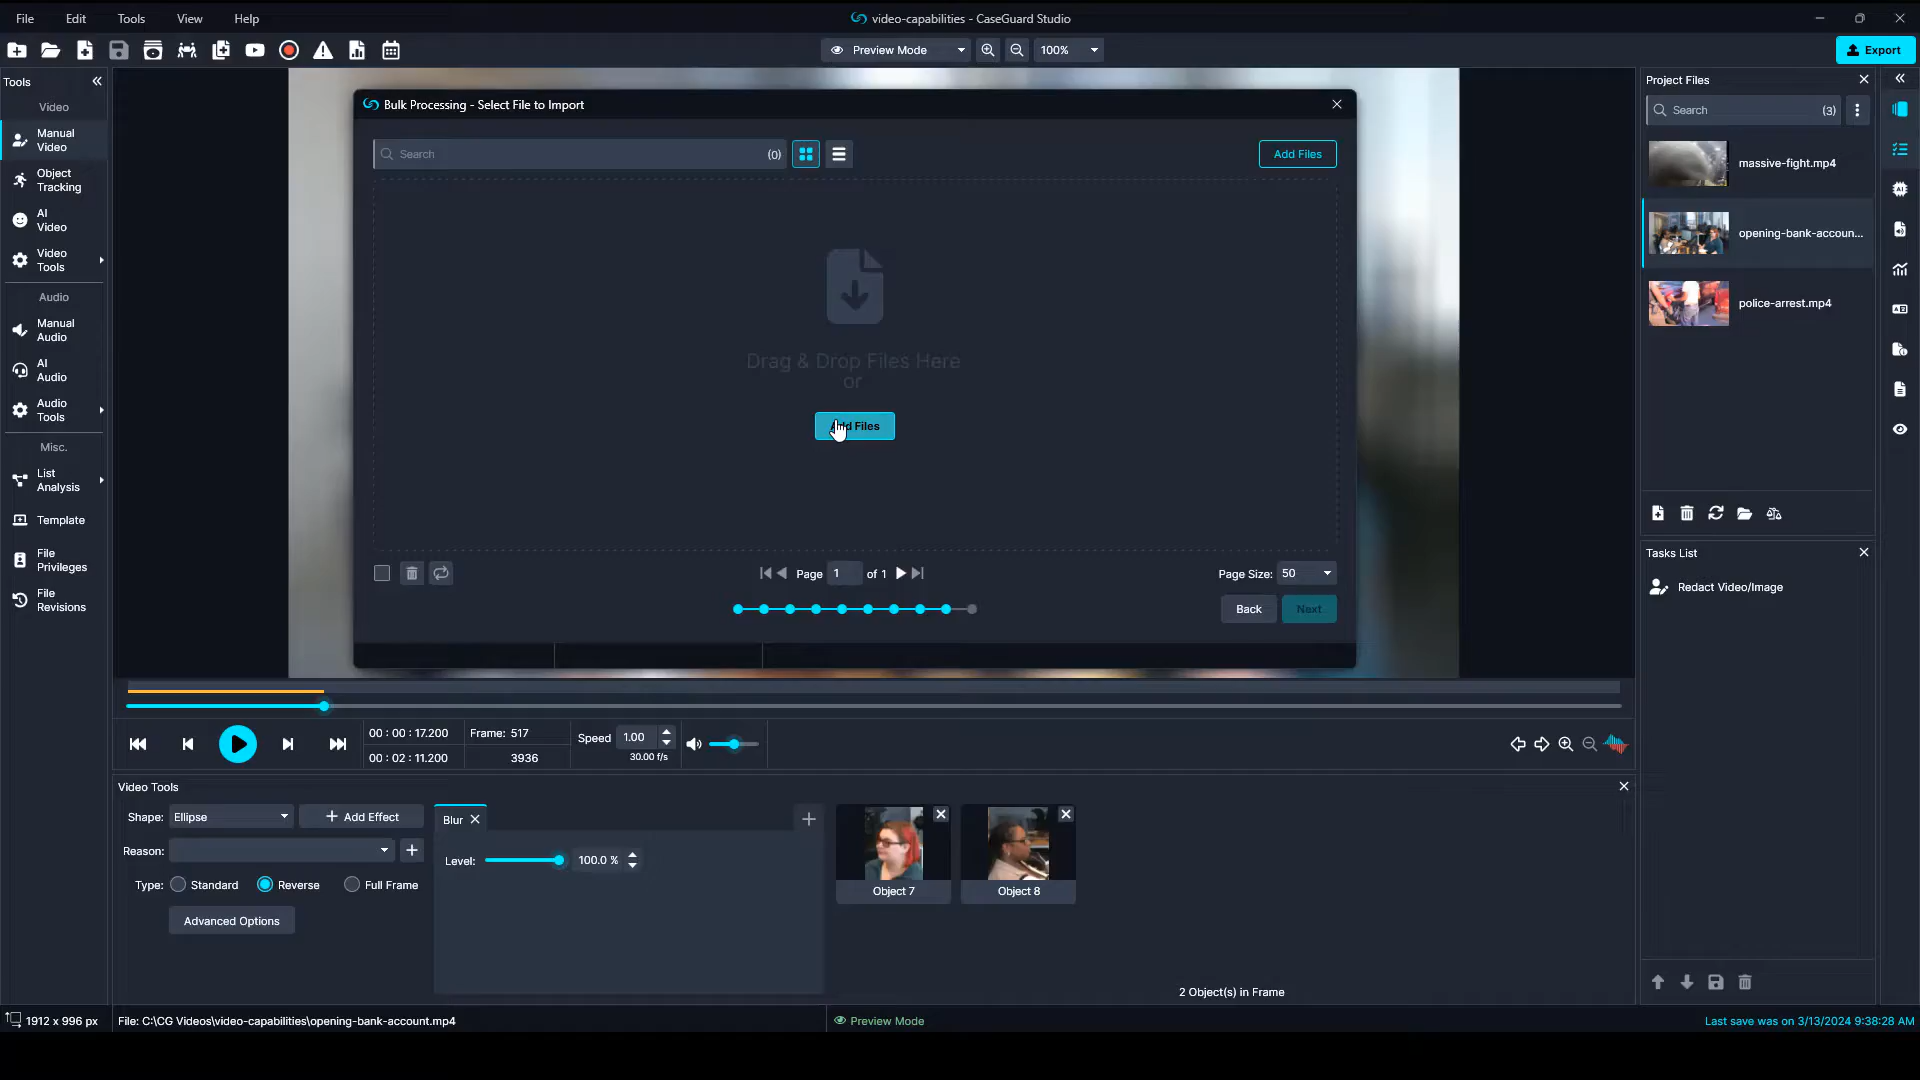 File Edit Tools View Help
video-capabilities - CaseGuard Studio
Preview Mode
100%
Export
Tools
Video
Manual
Video
Object
Tracking
AI
Video
Video
Tools
Audio
Manual
Audio
AI
Audio
Audio
Tools
Misc.
List
Analysis
Template
File
Privileges
File
Revisions
Bulk Processing - Select File to Import
Search (0)
Add Files
Drag & Drop Files Here
or
Add Files
Page 1 of 1
Page Size: 50
Back Next
Project Files
Search (3)
massive-fight.mp4
opening-bank-accoun...
police-arrest.mp4
Tasks List
Redact Video/Image
00 : 00 : 17.200
00 : 02 : 11.200
Frame: 517
3936
Speed 1.00
30.00 f/s
Video Tools
Shape: Ellipse
Add Effect
Reason:
Type: Standard Reverse Full Frame
Advanced Options
Blur
Level: 100.0 %
Object 7
Object 8
2 Object(s) in Frame
1912 x 996 px
File: C:\CG Videos\video-capabilities\opening-bank-account.mp4
Preview Mode
Last save was on 3/13/2024 9:38:28 AM